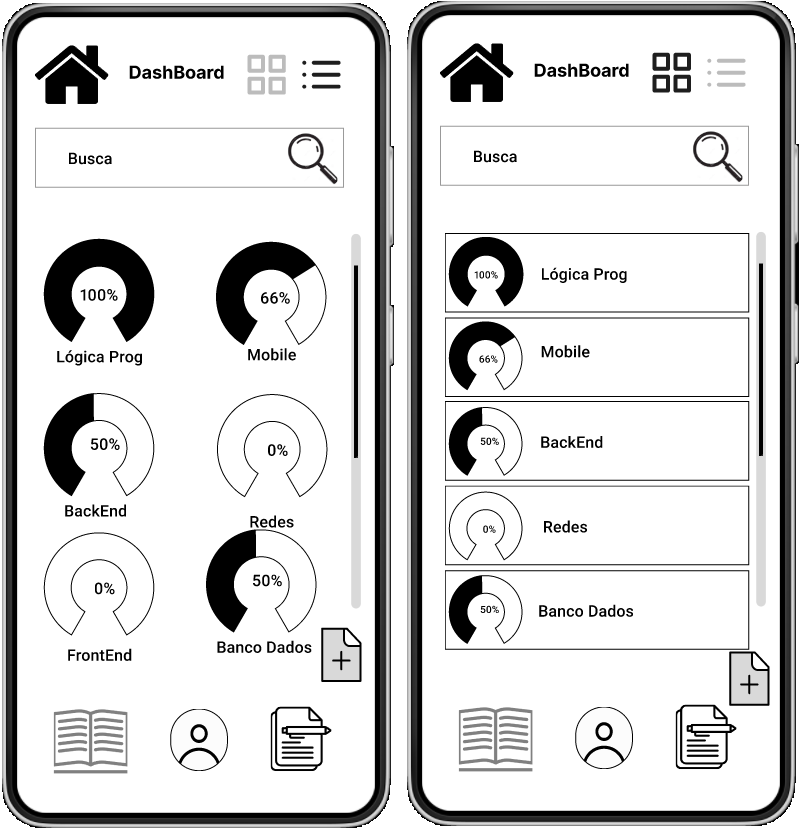 DashBoard
Busca
100%
66%
Lógica Prog
Mobile
50%
0%
BackEnd
Redes
0%
50%
FrontEnd
Banco Dados
DashBoard
Busca
100%
Lógica Prog
66%
Mobile
50%
BackEnd
0%
Redes
50%
Banco Dados